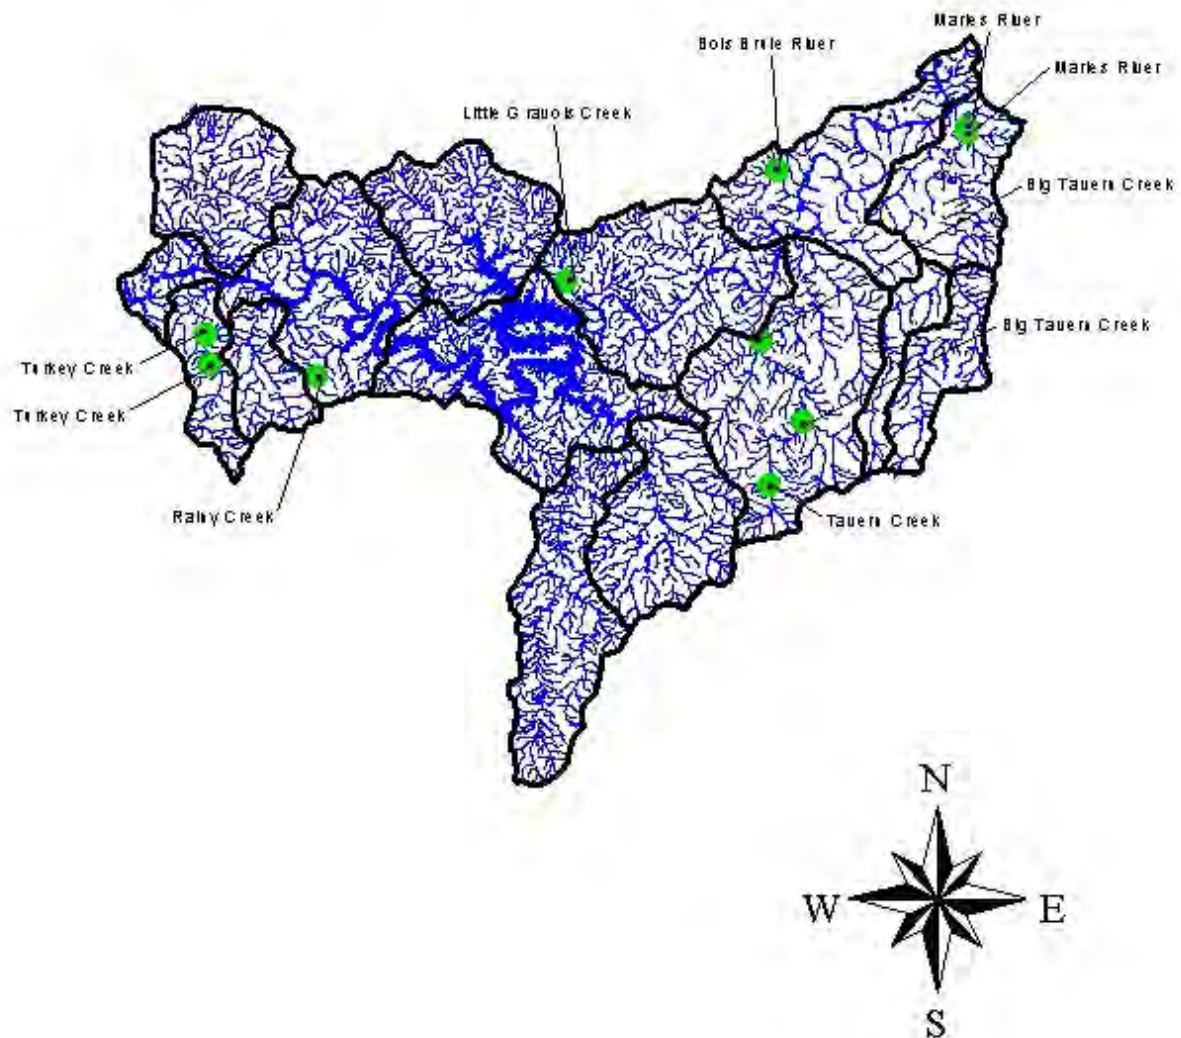 Maries River
Bois Brule River
Maries River
Little Gravois Creek
Big Tavern Creek
Big Tavern Creek
Turkey Creek
Turkey Creek
Rainy Creek
Tavern Creek
N
W
E
S